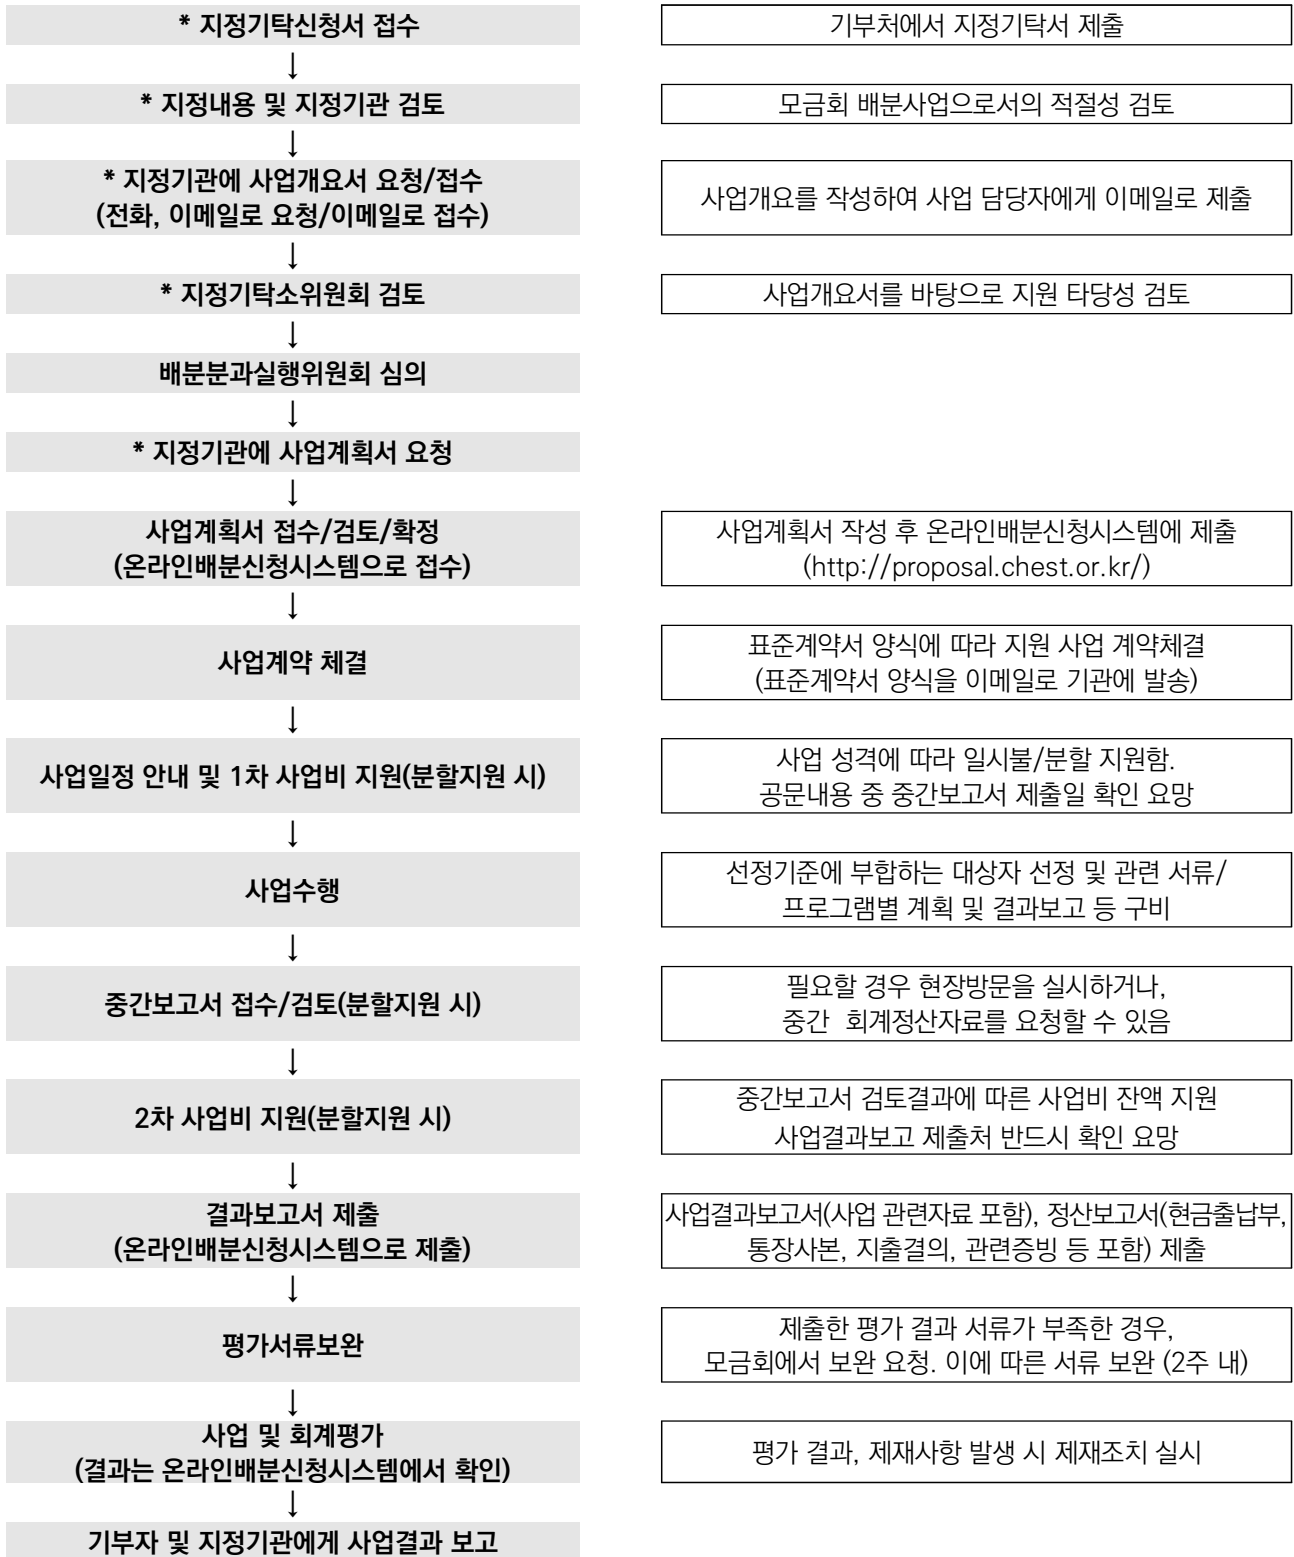 * 지정기탁신청서 접수
기부처에서 지정기탁서 제출
↓
* 지정내용 및 지정기관 검토
모금회 배분사업으로서의 적절성 검토
↓
* 지정기관에 사업개요서 요청/접수
(전화, 이메일로 요청/이메일로 접수)
사업개요를 작성하여 사업 담당자에게 이메일로 제출
↓
* 지정기탁소위원회 검토
사업개요서를 바탕으로 지원 타당성 검토
↓
배분분과실행위원회 심의
↓
* 지정기관에 사업계획서 요청
↓
사업계획서 접수/검토/확정
(온라인배분신청시스템으로 접수)
사업계획서 작성 후 온라인배분신청시스템에 제출
(http://proposal.chest.or.kr/)
↓
사업계약 체결
표준계약서 양식에 따라 지원 사업 계약체결
(표준계약서 양식을 이메일로 기관에 발송)
↓
사업일정 안내 및 1차 사업비 지원(분할지원 시)
사업 성격에 따라 일시불/분할 지원함.
공문내용 중 중간보고서 제출일 확인 요망
↓
사업수행
선정기준에 부합하는 대상자 선정 및 관련 서류/
프로그램별 계획 및 결과보고 등 구비
↓
중간보고서 접수/검토(분할지원 시)
필요할 경우 현장방문을 실시하거나,
중간 회계정산자료를 요청할 수 있음
↓
2차 사업비 지원(분할지원 시)
중간보고서 검토결과에 따른 사업비 잔액 지원
사업결과보고 제출처 반드시 확인 요망
↓
결과보고서 제출
(온라인배분신청시스템으로 제출)
사업결과보고서(사업 관련자료 포함), 정산보고서(현금출납부,
통장사본, 지출결의, 관련증빙 등 포함) 제출
↓
평가서류보완
제출한 평가 결과 서류가 부족한 경우,
모금회에서 보완 요청. 이에 따른 서류 보완 (2주 내)
↓
사업 및 회계평가
(결과는 온라인배분신청시스템에서 확인)
평가 결과, 제재사항 발생 시 제재조치 실시
↓
기부자 및 지정기관에게 사업결과 보고